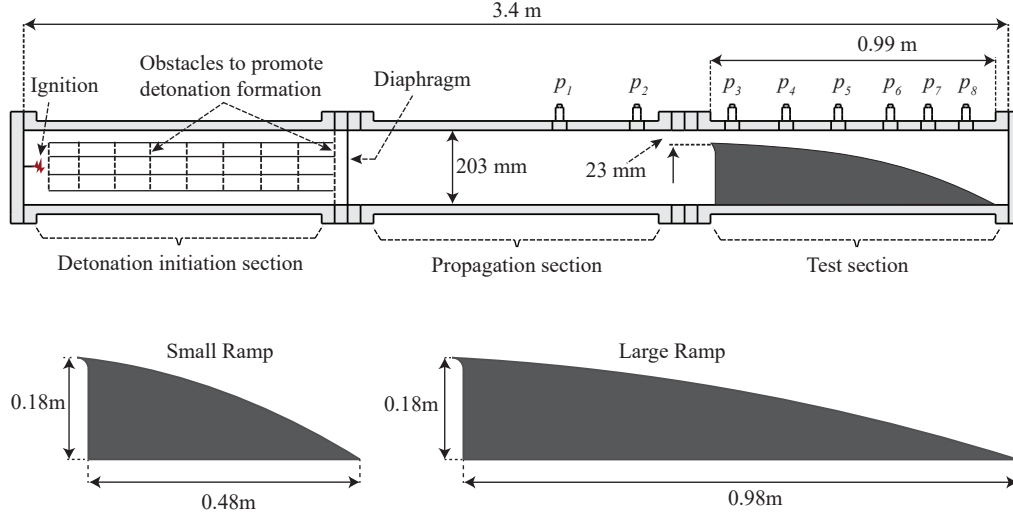 3.4 m
0.99 m
Ignition
Obstacles to promote
detonation formation
Diaphragm
p1
p2
p3
p4
p5
p6
p7
p8
203 mm
23 mm
Detonation initiation section
Propagation section
Test section
Small Ramp
Large Ramp
0.18m
0.18m
0.48m
0.98m